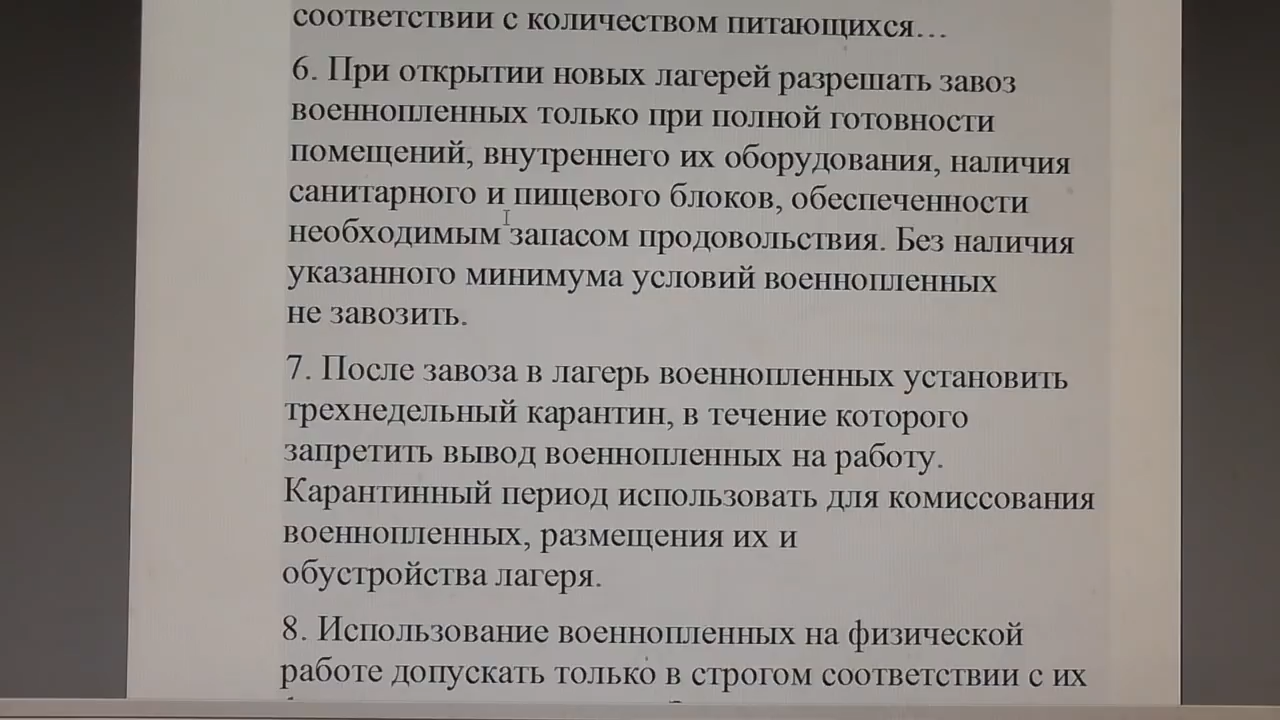 соответствии с количеством питающихся…
6. При открытии новых лагерей разрешать завоз
военнопленных только при полной готовности
помещений, внутреннего их оборудования, наличия
санитарного и пищевого блоков, обеспеченности
необходимым запасом продовольствия. Без наличия
указанного минимума условий военнопленных
не завозить.
7. После завоза в лагерь военнопленных установить
трехнедельный карантин, в течение которого
запретить вывод военнопленных на работу.
Карантинный период использовать для комиссования
военнопленных, размещения их и
обустройства лагеря.
8. Использование военнопленных на физической
работе допускать только в строгом соответствии с их